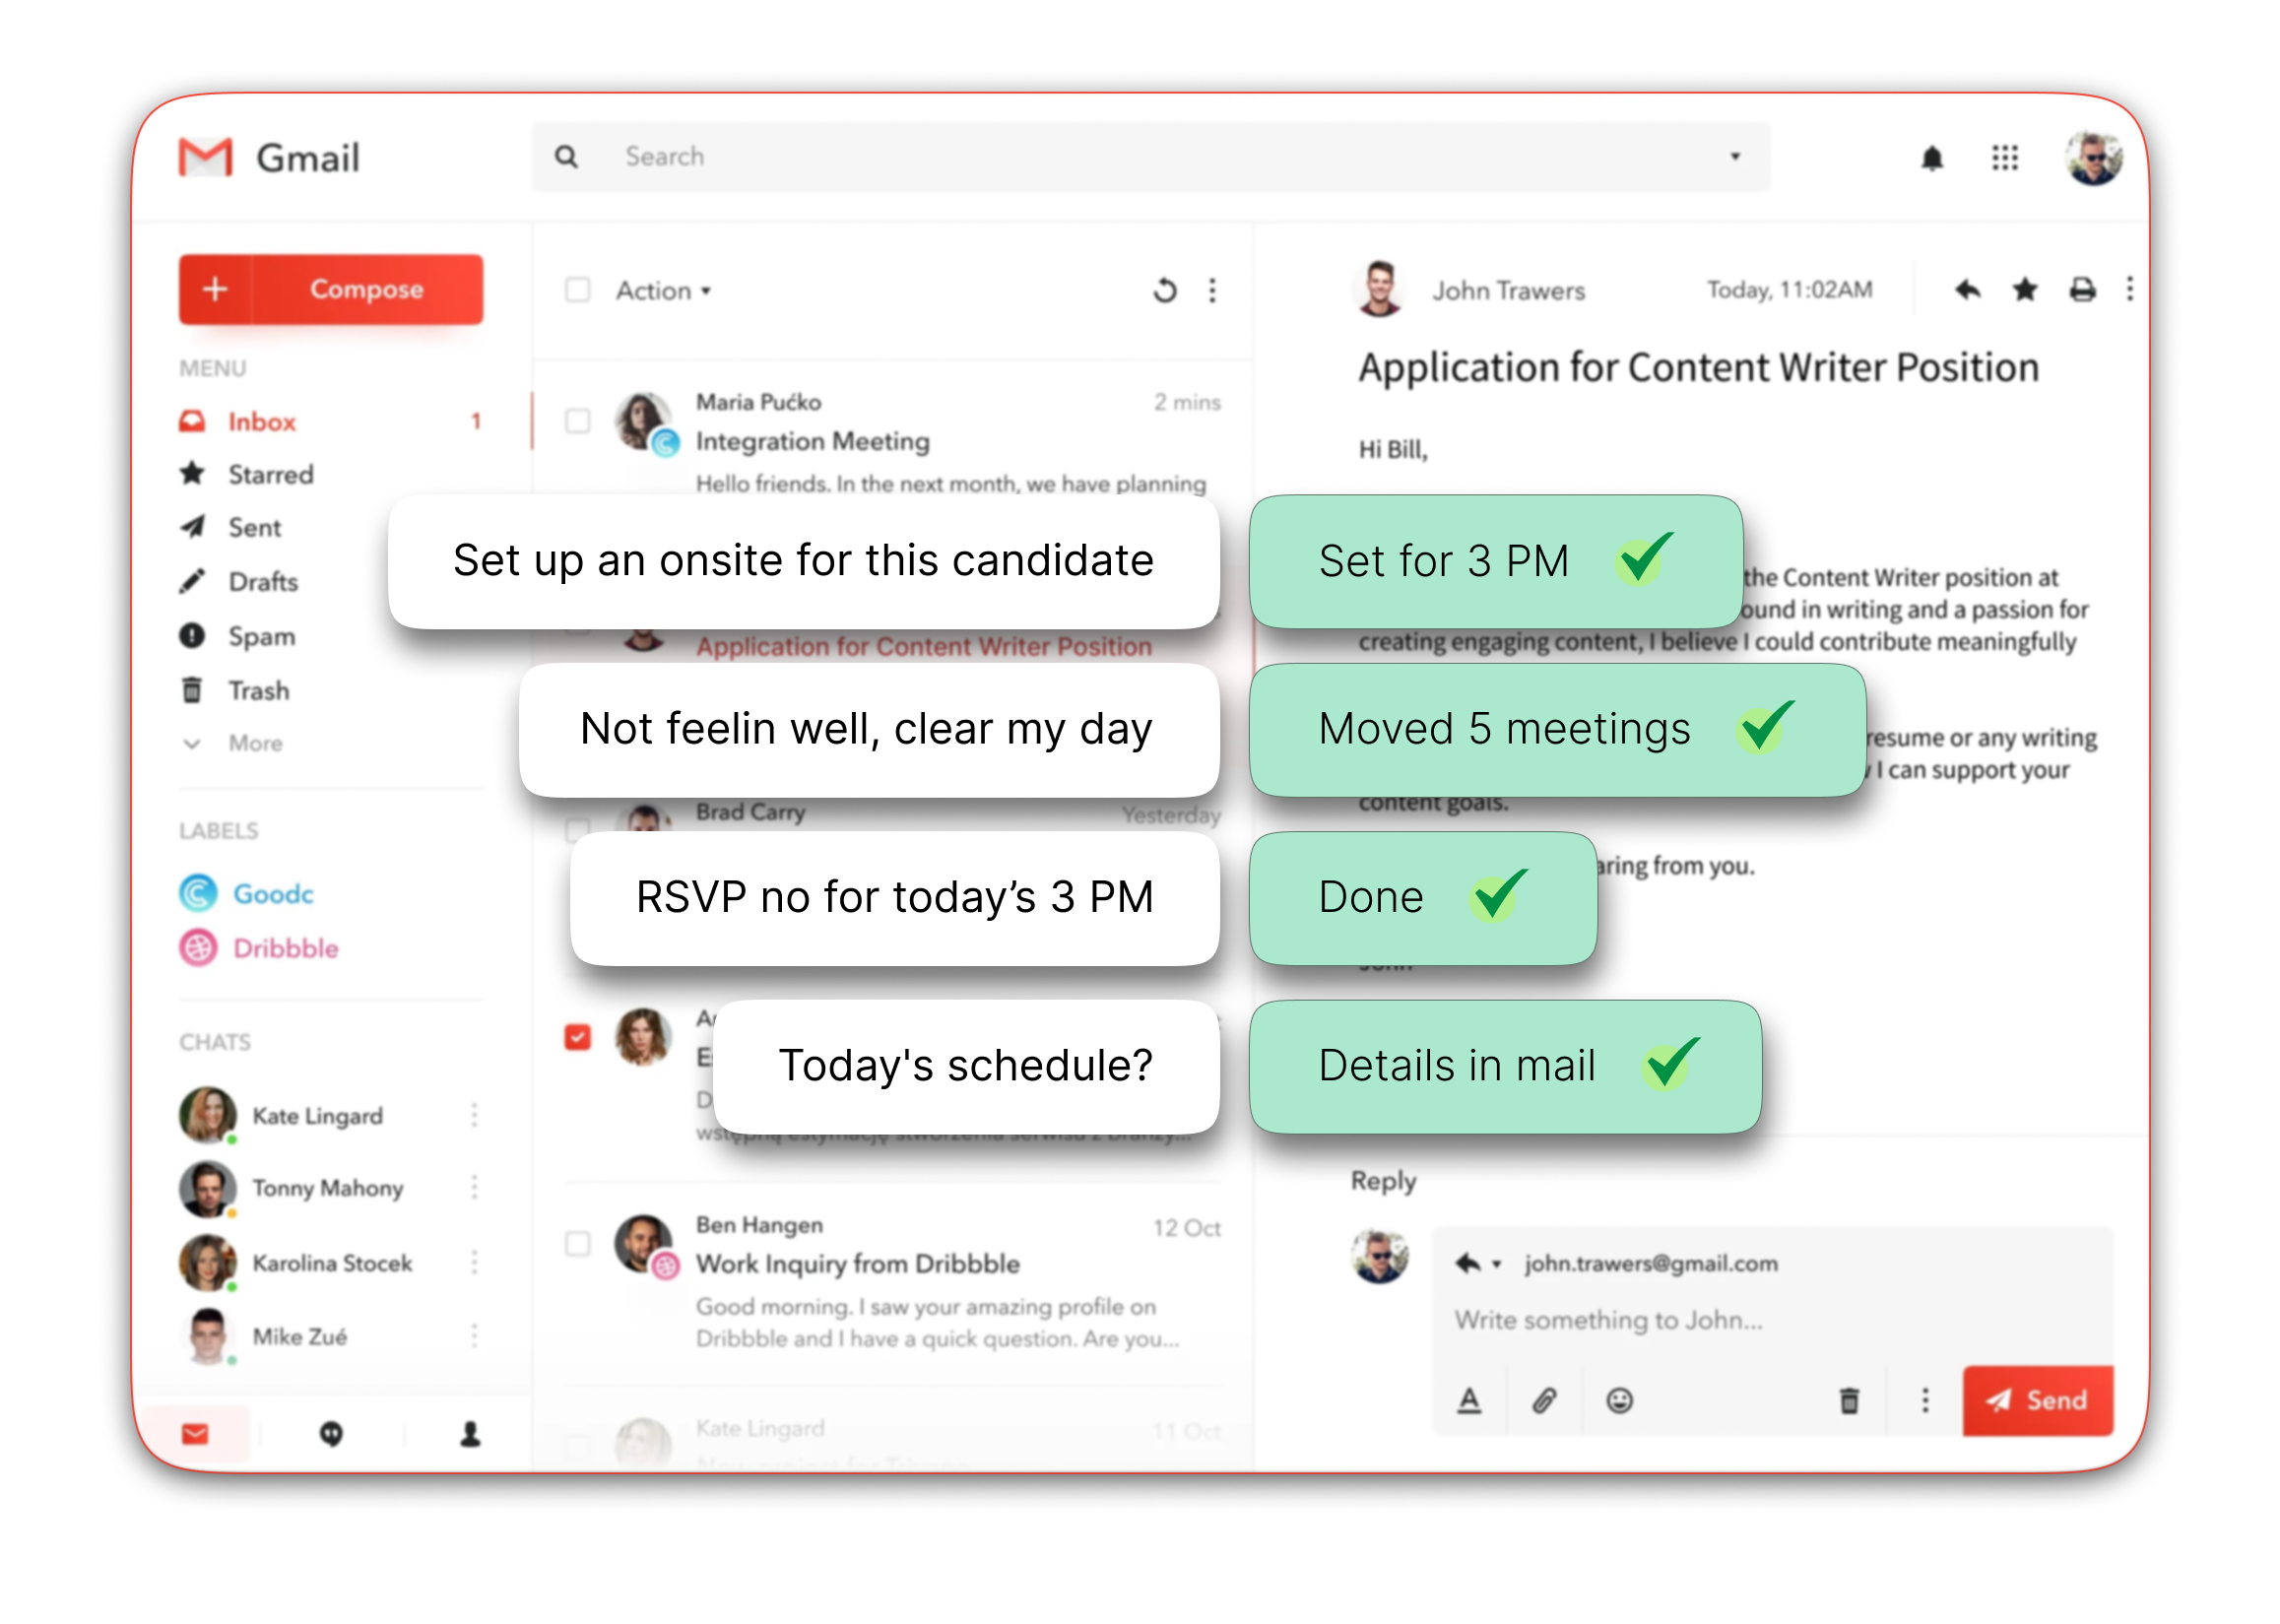 Gmail
Search
Compose
MENU
Inbox 1
Starred
Sent
Drafts
Spam
Trash
More
LABELS
Goodc
Dribbble
CHATS
Kate Lingard
Tonny Mahony
Karolina Stocek
Mike Zué
Action
Maria Pućko 2 mins
Integration Meeting
Hello friends. In the next month, we have planning
Application for Content Writer Position
Brad Carry Yesterday
wstępną estymację stworzenia serwisu z branży...
Ben Hangen 12 Oct
Work Inquiry from Dribbble
Good morning. I saw your amazing profile on
Dribbble and I have a quick question. Are you...
Kate Lingard 11 Oct
Set up an onsite for this candidate
Set for 3 PM
Not feelin well, clear my day
Moved 5 meetings
RSVP no for today’s 3 PM
Done
Today's schedule?
Details in mail
John Trawers Today, 11:02AM
Application for Content Writer Position
Hi Bill,
the Content Writer position at
in writing and a passion for
creating engaging content, I believe I could contribute meaningfully
resume or any writing
I can support your
content goals.
from you.
John
Reply
john.trawers@gmail.com
Write something to John...
Send